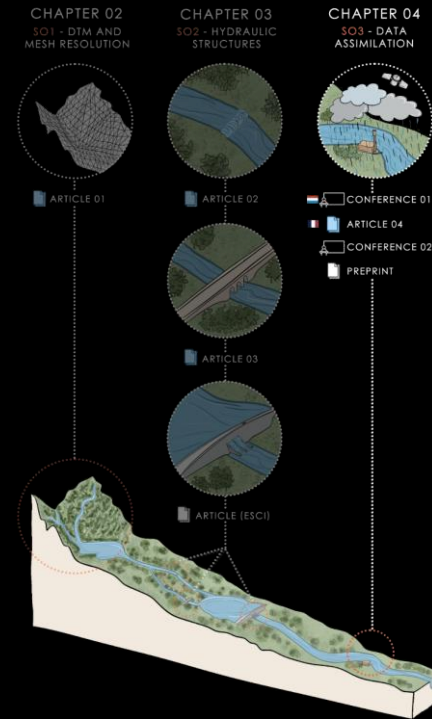 CHAPTER 02
SO1 - DTM AND
MESH RESOLUTION
ARTICLE 01
CHAPTER 03
SO2 - HYDRAULIC
STRUCTURES
ARTICLE 02
ARTICLE 03
ARTICLE (ESCI)
CHAPTER 04
SO3 - DATA
ASSIMILATION
CONFERENCE 01
ARTICLE 04
CONFERENCE 02
PREPRINT